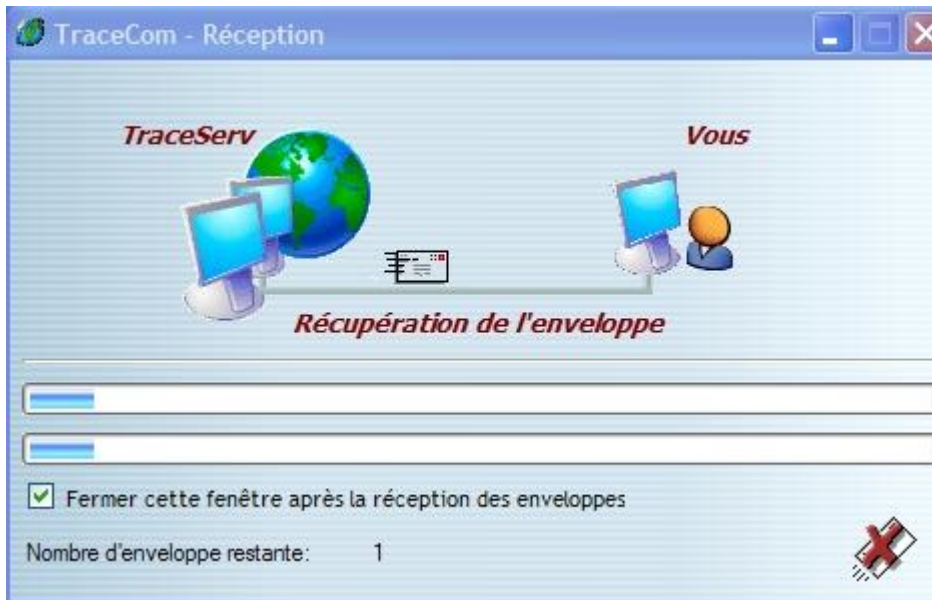 TraceCom - Réception
TraceServ
Vous
Récupération de l'enveloppe
Fermer cette fenêtre après la réception des enveloppes
Nombre d'enveloppe restante: 1